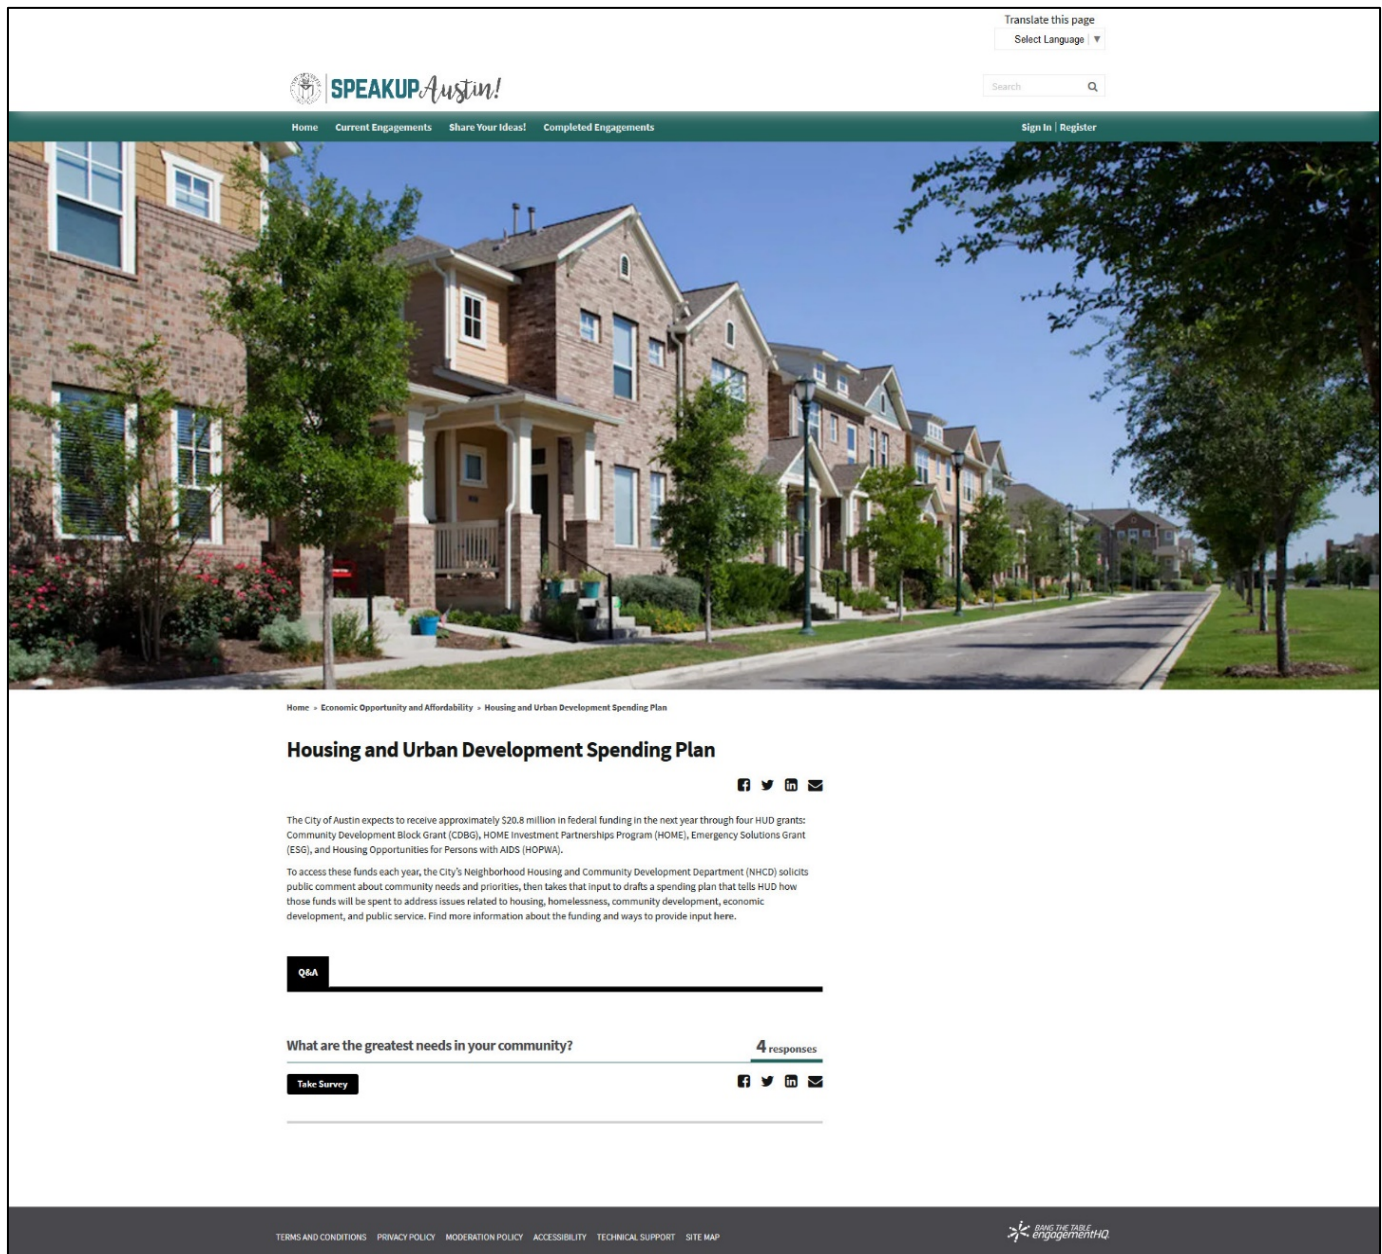 Translate this page
Select Language ▼
SPEAKUP Austin!
Search
Home Current Engagements Share Your Ideas! Completed Engagements Sign In | Register
Home » Economic Opportunity and Affordability » Housing and Urban Development Spending Plan
Housing and Urban Development Spending Plan
The City of Austin expects to receive approximately $20.8 million in federal funding in the next year through four HUD grants:
Community Development Block Grant (CDBG), HOME Investment Partnerships Program (HOME), Emergency Solutions Grant
(ESG), and Housing Opportunities for Persons with AIDS (HOPWA).
To access these funds each year, the City's Neighborhood Housing and Community Development Department (NHCD) solicits
public comment about community needs and priorities, then takes that input to drafts a spending plan that tells HUD how
those funds will be spent to address issues related to housing, homelessness, community development, economic
development, and public service. Find more information about the funding and ways to provide input here.
Q&A
What are the greatest needs in your community? 4 responses
Take Survey
TERMS AND CONDITIONS PRIVACY POLICY MODERATION POLICY ACCESSIBILITY TECHNICAL SUPPORT SITE MAP
BANG THE TABLE
engagementHQ